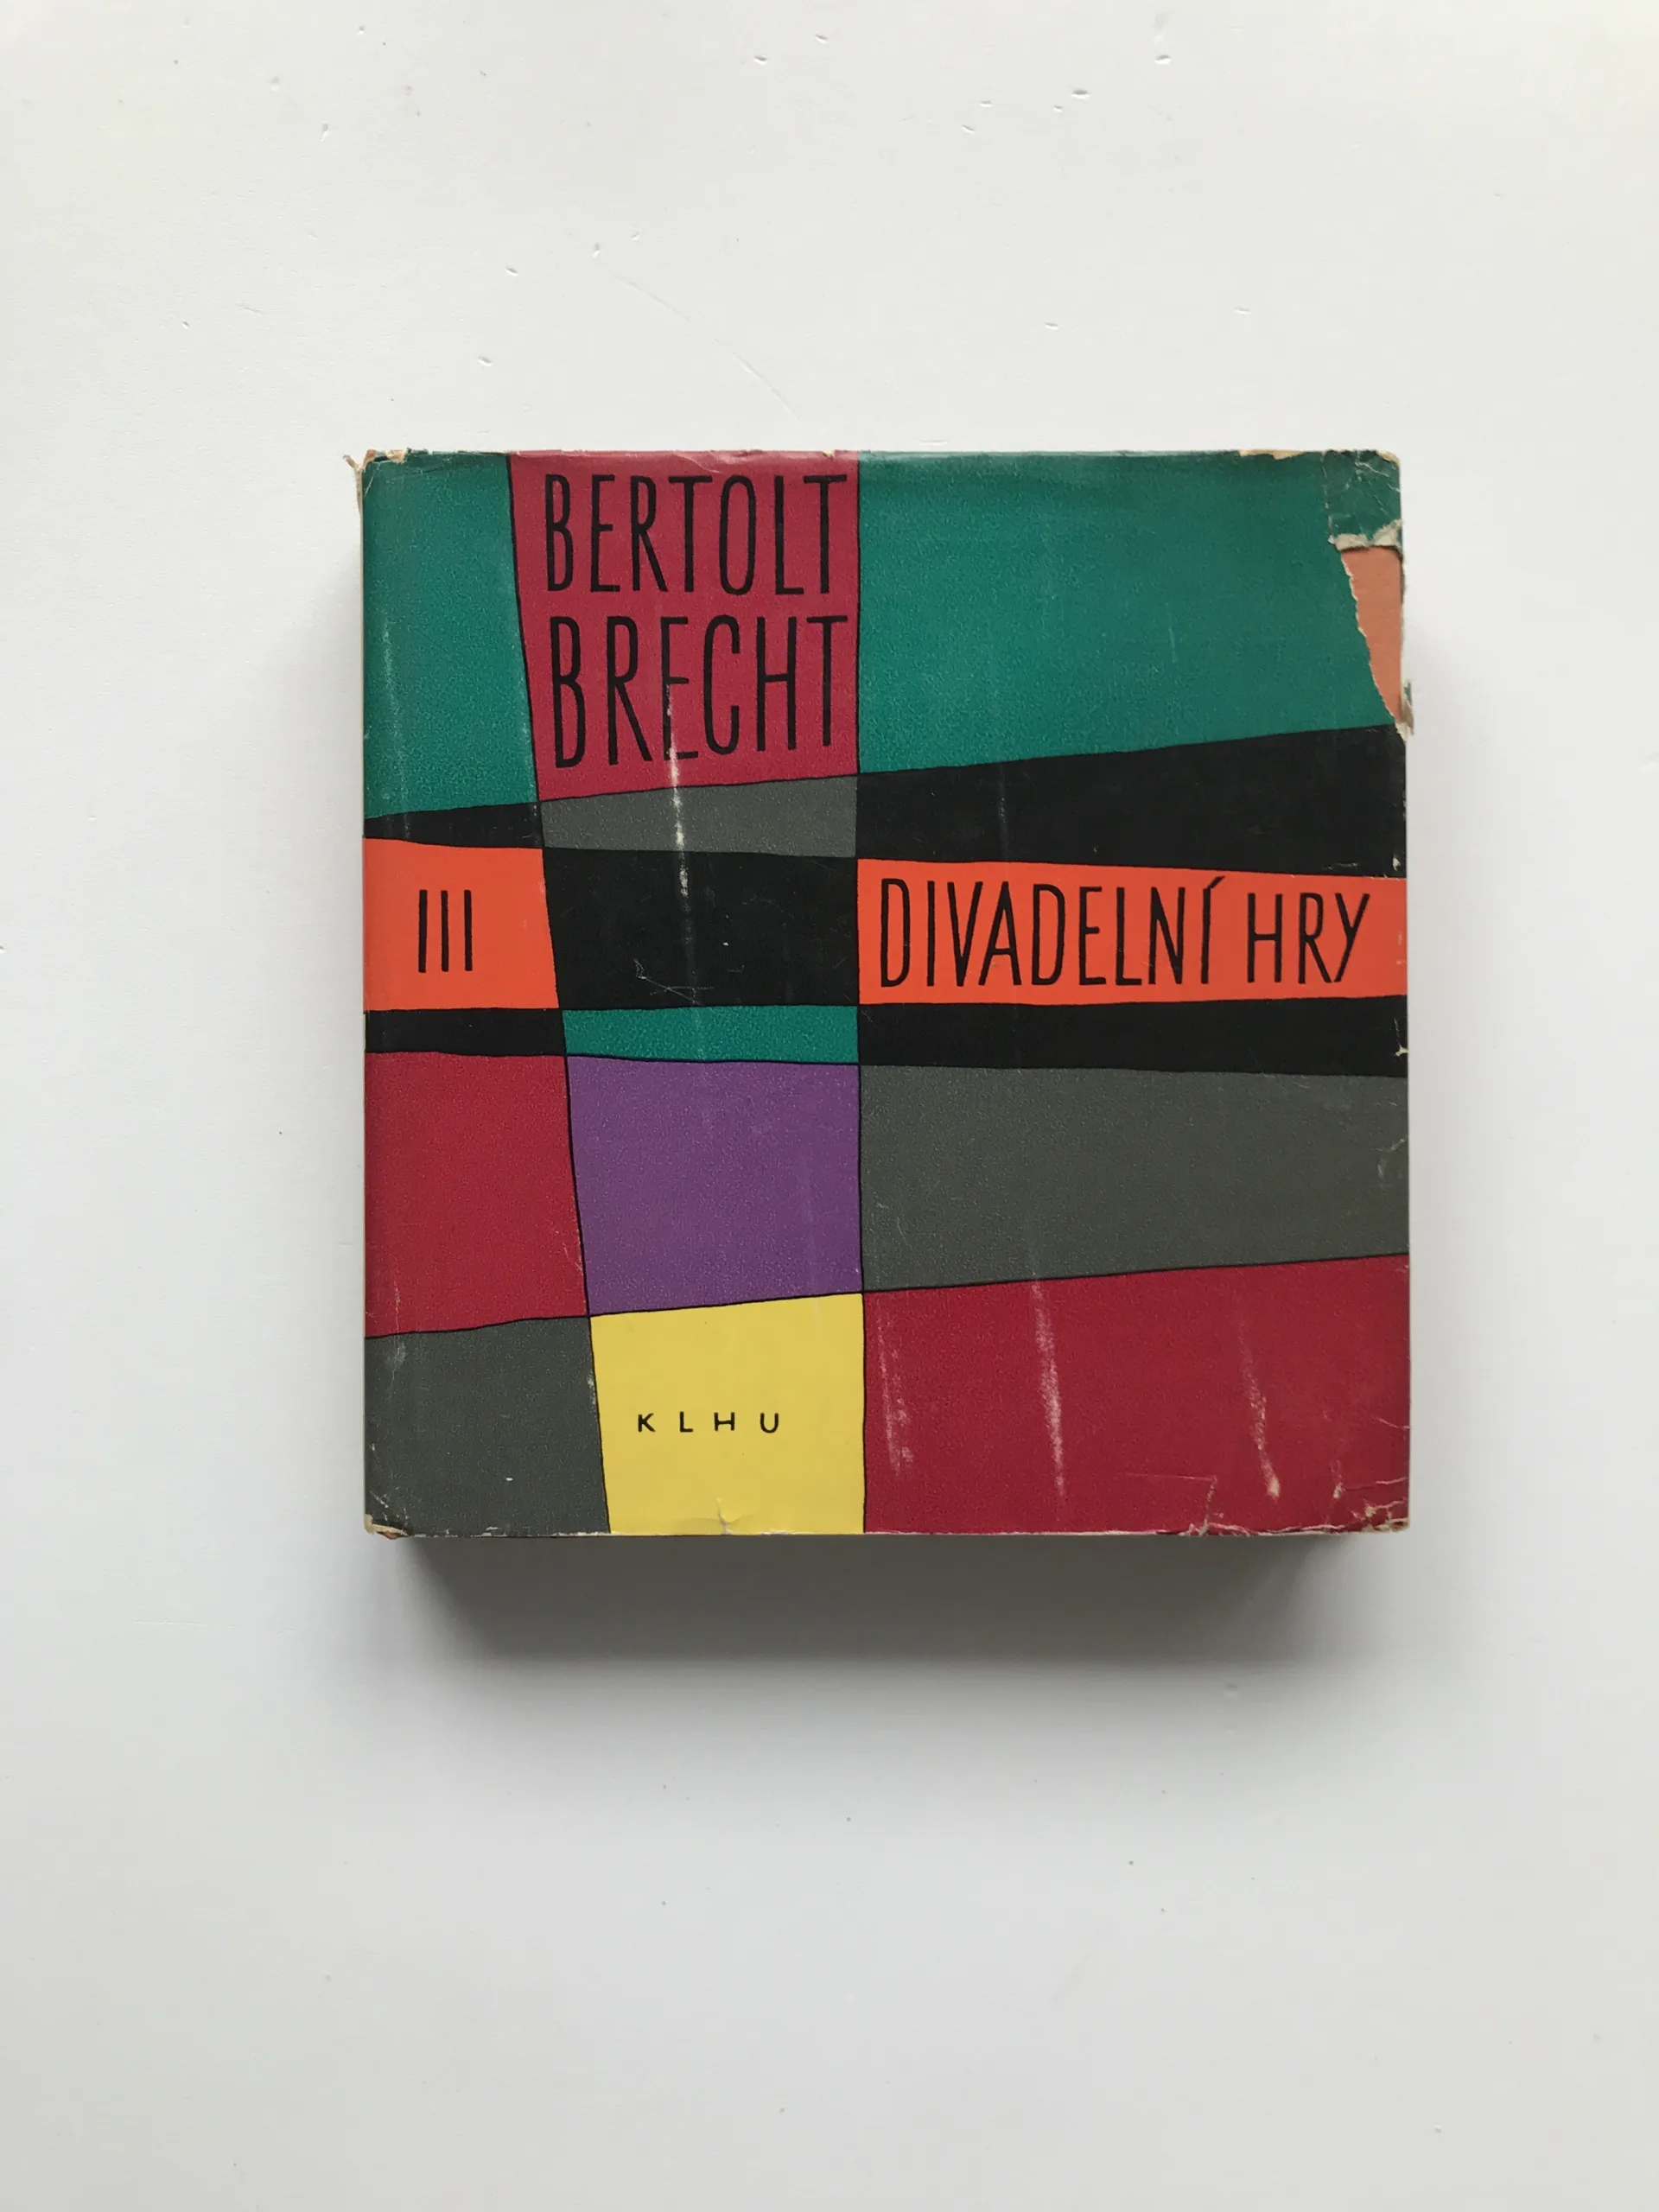 BERTOLT
BRECHT
III
DIVADELNÍ HRY
KLHU